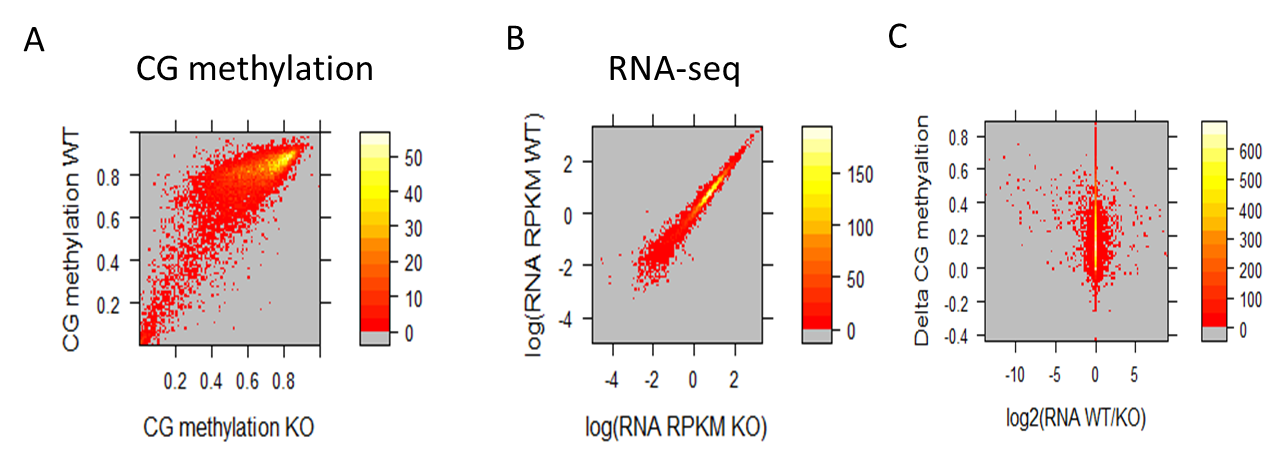 A
CG methylation
CG methylation WT
0.8
0.6
0.4
0.2
0.2 0.4 0.6 0.8
CG methylation KO
50
40
30
20
10
0
B
RNA-seq
log(RNA RPKM WT)
2
0
-2
-4
-4 -2 0 2
log(RNA RPKM KO)
150
100
50
0
C
Delta CG methyaltion
0.8
0.6
0.4
0.2
0.0
-0.2
-0.4
-10 -5 0 5
log2(RNA WT/KO)
600
500
400
300
200
100
0